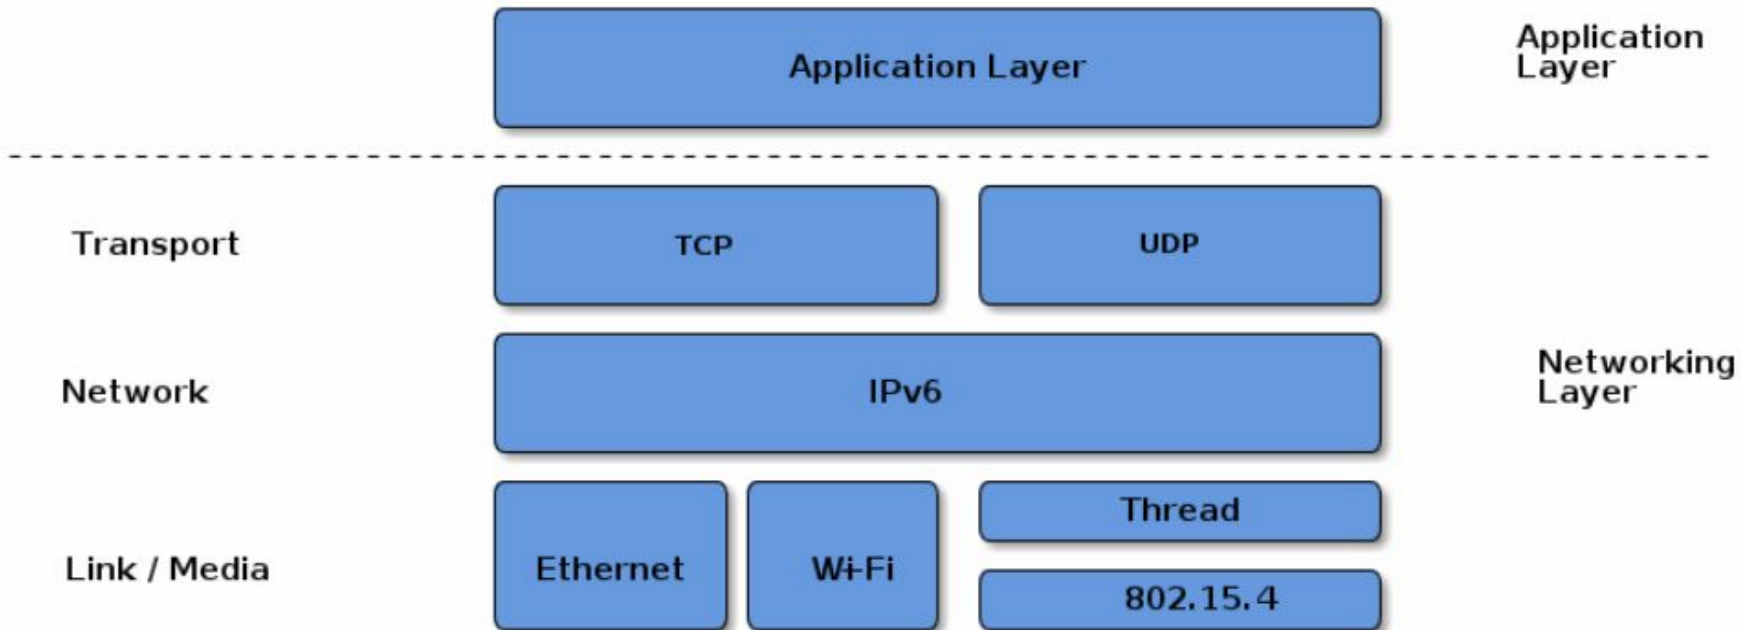 Application Layer
Application
Layer
Transport
TCP
UDP
Network
IPv6
Networking
Layer
Link / Media
Ethernet
Wi-Fi
Thread
802.15.4